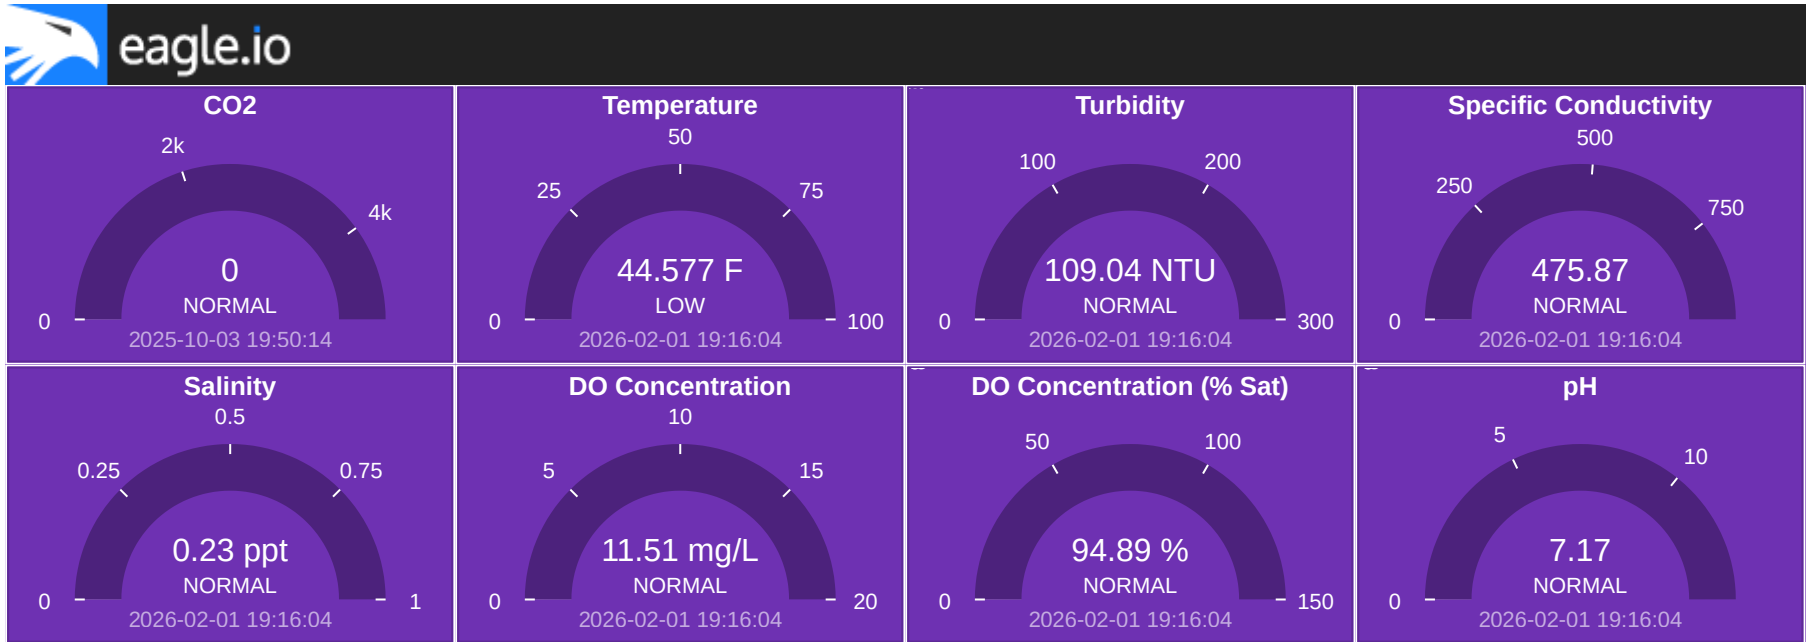 eagle.io
CO2
2k
4k
0
0
NORMAL
2025-10-03 19:50:14
Temperature
50
25
75
44.577 F
LOW
0
100
2026-02-01 19:16:04
Turbidity
100
200
109.04 NTU
NORMAL
0
300
2026-02-01 19:16:04
Specific Conductivity
500
250
750
475.87
NORMAL
0
2026-02-01 19:16:04
Salinity
0.5
0.25
0.75
0.23 ppt
NORMAL
0
1
2026-02-01 19:16:04
DO Concentration
10
5
15
11.51 mg/L
NORMAL
0
20
2026-02-01 19:16:04
DO Concentration (% Sat)
50
100
94.89 %
NORMAL
0
150
2026-02-01 19:16:04
pH
5
10
7.17
NORMAL
0
2026-02-01 19:16:04